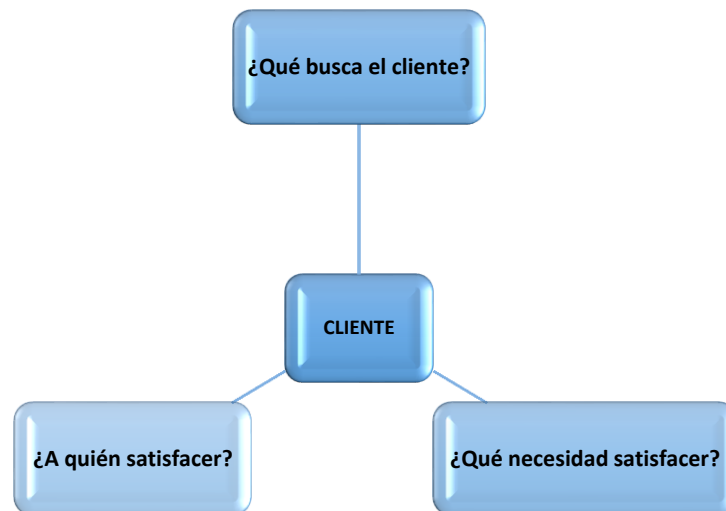 ¿Qué busca el cliente?
CLIENTE
¿A quién satisfacer?
¿Qué necesidad satisfacer?